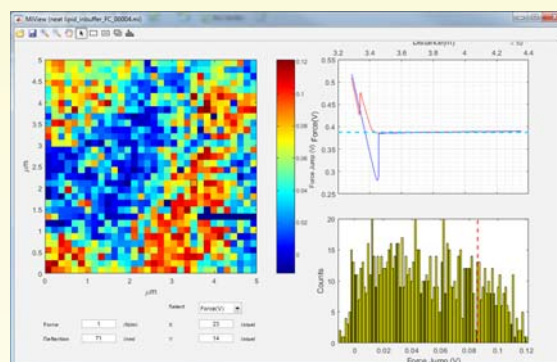 MIView (neat lipid_inbuffer_FC_00004.mi)
Distance(m)
3.2 3.4 3.6 3.8 4 4.2 4.4
5
4.5
4
3.5
3
2.5
2
1.5
1
0.5
0
μm
0 1 2 3 4 5
μm
0.12
0.1
0.08
0.06
0.04
0.02
0
Force Jump (V)
0.55
0.5
0.45
0.4
0.35
0.3
0.25
Force(V)
20
15
10
5
0
Counts
0 0.02 0.04 0.06 0.08 0.1 0.12
Force Jump (V)
Select Force(V)
Force 1 X 23
Deflection 71 Y 14